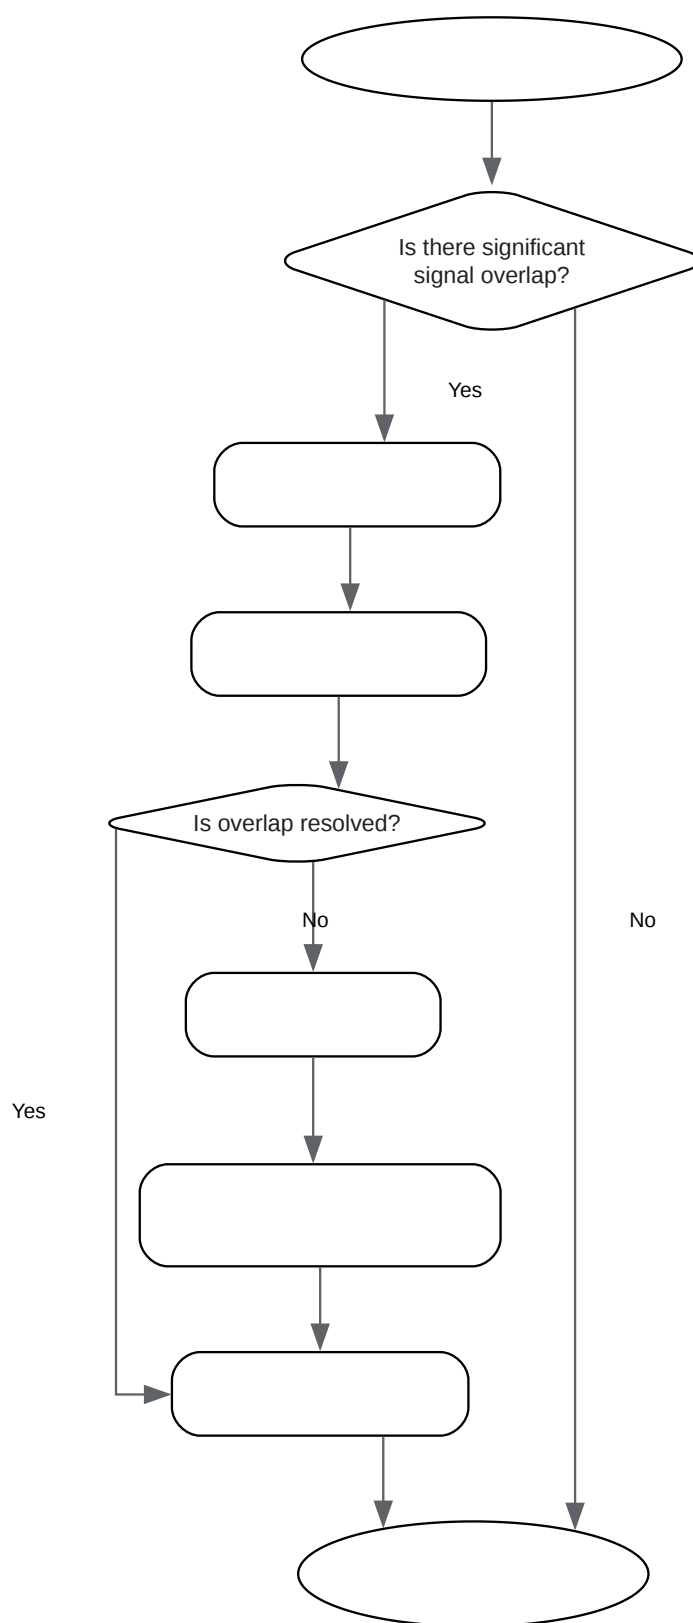 Is there significant
signal overlap?
Yes
Is overlap resolved?
No
No
Yes